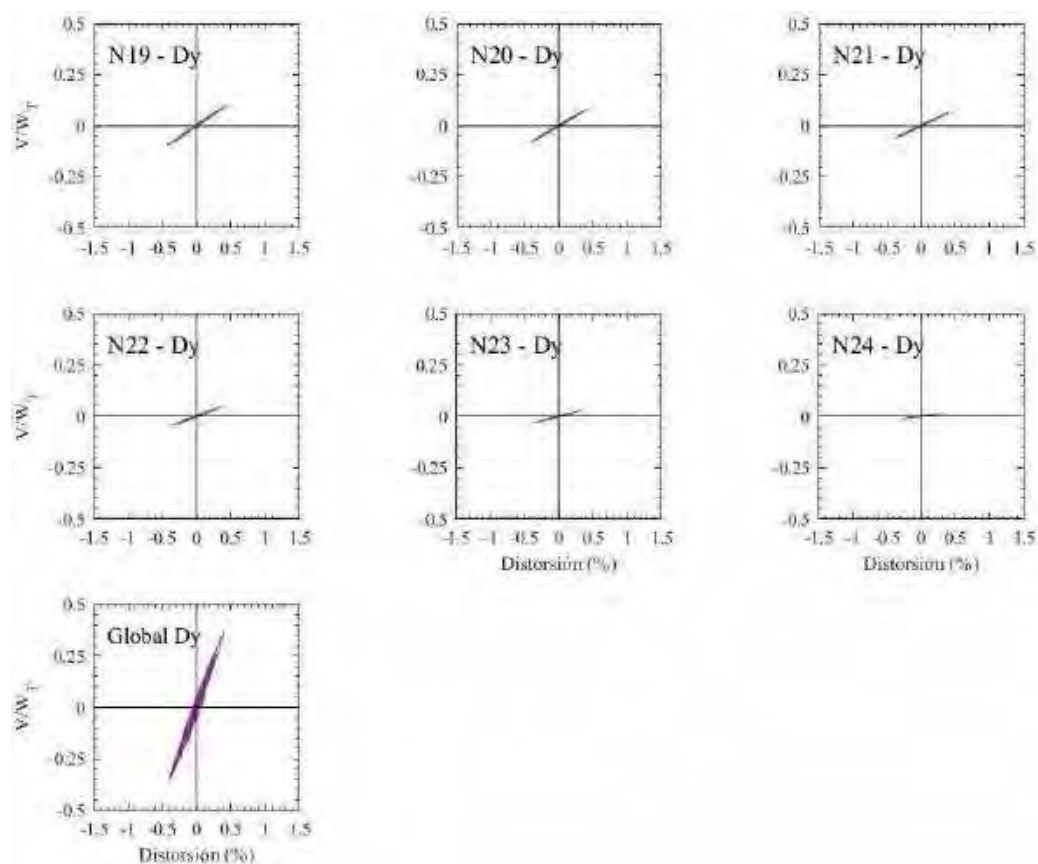 0.5 0.5 0.5
N19 - Dy N20 - Dy N21 - Dy
0.25 0.25 0.25
V/W_T 0 0 0
-0.25 -0.25 -0.25
-0.5 -0.5 -0.5
-1.5 -1 -0.5 0 0.5 1 1.5 -1.5 -1 -0.5 0 0.5 1 1.5 -1.5 -1 -0.5 0 0.5 1 1.5
0.5 0.5 0.5
N22 - Dy N23 - Dy N24 - Dy
0.25 0.25 0.25
V/W_T 0 0 0
-0.25 -0.25 -0.25
-0.5 -0.5 -0.5
-1.5 -1 -0.5 0 0.5 1 1.5 -1.5 -1 -0.5 0 0.5 1 1.5 -1.5 -1 -0.5 0 0.5 1 1.5
Distorsión (%) Distorsión (%)
0.5
Global Dy
0.25
V/W_T 0
-0.25
-0.5
-1.5 -1 -0.5 0 0.5 1 1.5
Distorsión (%)